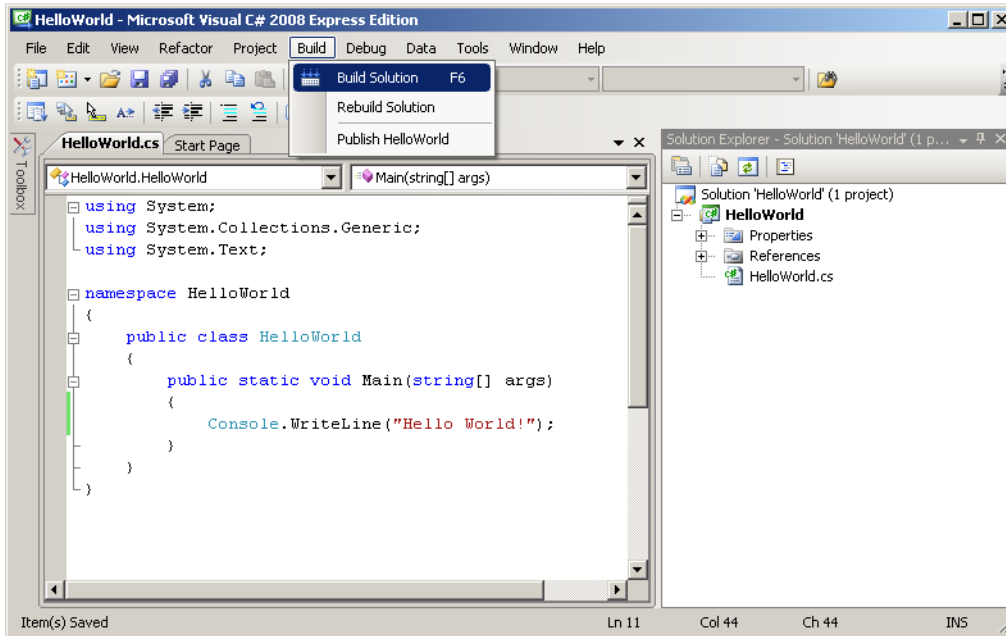 HelloWorld - Microsoft Visual C# 2008 Express Edition
File Edit View Refactor Project Build Debug Data Tools Window Help
Build Solution F6
Rebuild Solution
Publish HelloWorld
Toolbox
HelloWorld.cs Start Page
HelloWorld.HelloWorld Main(string[] args)
using System;
using System.Collections.Generic;
using System.Text;
namespace HelloWorld
{
public class HelloWorld
{
public static void Main(string[] args)
{
Console.WriteLine("Hello World!");
}
}
}
Solution Explorer - Solution 'HelloWorld' (1 p...
Solution 'HelloWorld' (1 project)
HelloWorld
Properties
References
HelloWorld.cs
Item(s) Saved Ln 11 Col 44 Ch 44 INS